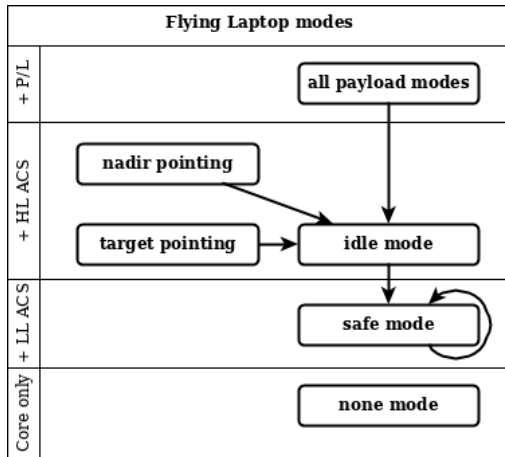 Flying Laptop modes
+ P/L
all payload modes
+ HL ACS
nadir pointing
target pointing
idle mode
+ LL ACS
safe mode
Core only
none mode